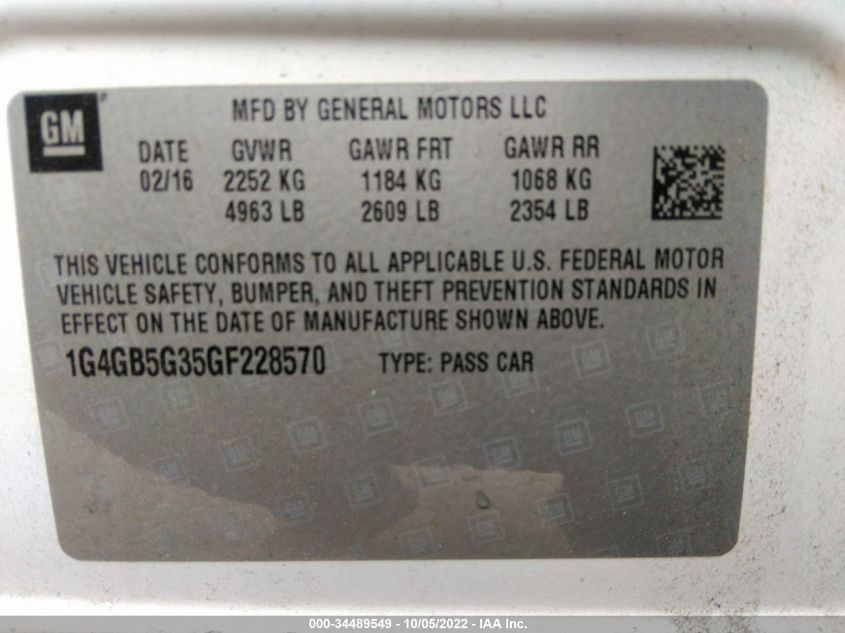 GM
MFD BY GENERAL MOTORS LLC
DATE GVWR GAWR FRT GAWR RR
02/16 2252 KG 1184 KG 1068 KG
4963 LB 2609 LB 2354 LB
THIS VEHICLE CONFORMS TO ALL APPLICABLE U.S. FEDERAL MOTOR
VEHICLE SAFETY, BUMPER, AND THEFT PREVENTION STANDARDS IN
EFFECT ON THE DATE OF MANUFACTURE SHOWN ABOVE.
1G4GB5G35GF228570 TYPE: PASS CAR
000-34489549 - 10/05/2022 - IAA Inc.